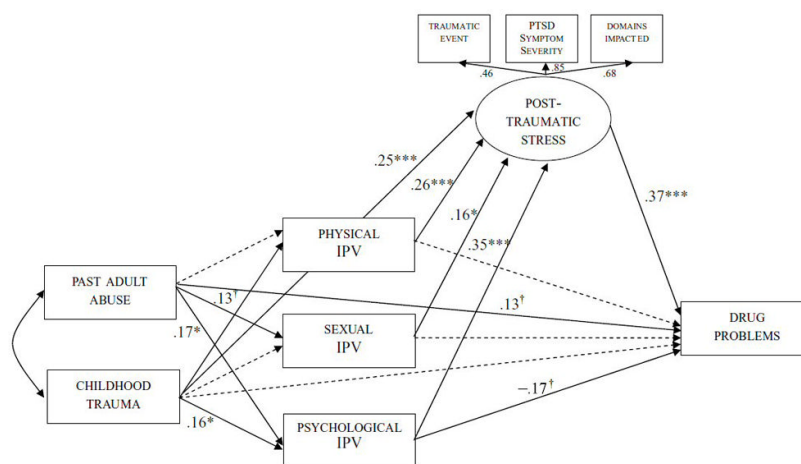 TRAUMATIC
EVENT
PTSD
SYMPTOM
SEVERITY
DOMAINS
IMPACTED
.46
.85
.68
POST-
TRAUMATIC
STRESS
.25***
.26***
.16*
.37***
PHYSICAL
IPV
.35***
PAST ADULT
ABUSE
.13†
.13†
.17*
SEXUAL
IPV
DRUG
PROBLEMS
CHILDHOOD
TRAUMA
–.17†
.16*
PSYCHOLOGICAL
IPV